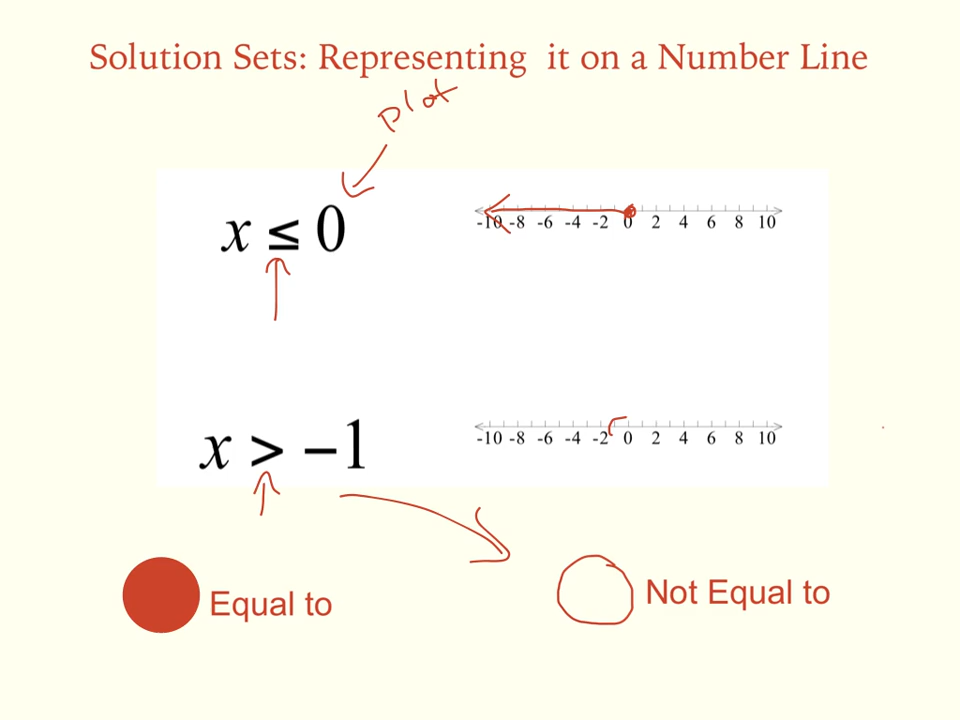 Solution Sets: Representing it on a Number Line
plot
x ≤ 0
-10 -8 -6 -4 -2 0 2 4 6 8 10
x > −1
-10 -8 -6 -4 -2 0 2 4 6 8 10
Equal to
Not Equal to